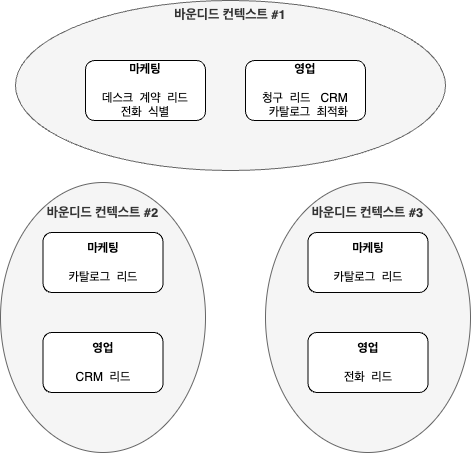 바운디드 컨텍스트 #1
마케팅
데스크 계약 리드
전화 식별
영업
청구 리드 CRM
카탈로그 최적화
바운디드 컨텍스트 #2
마케팅
카탈로그 리드
영업
CRM 리드
바운디드 컨텍스트 #3
마케팅
카탈로그 리드
영업
전화 리드